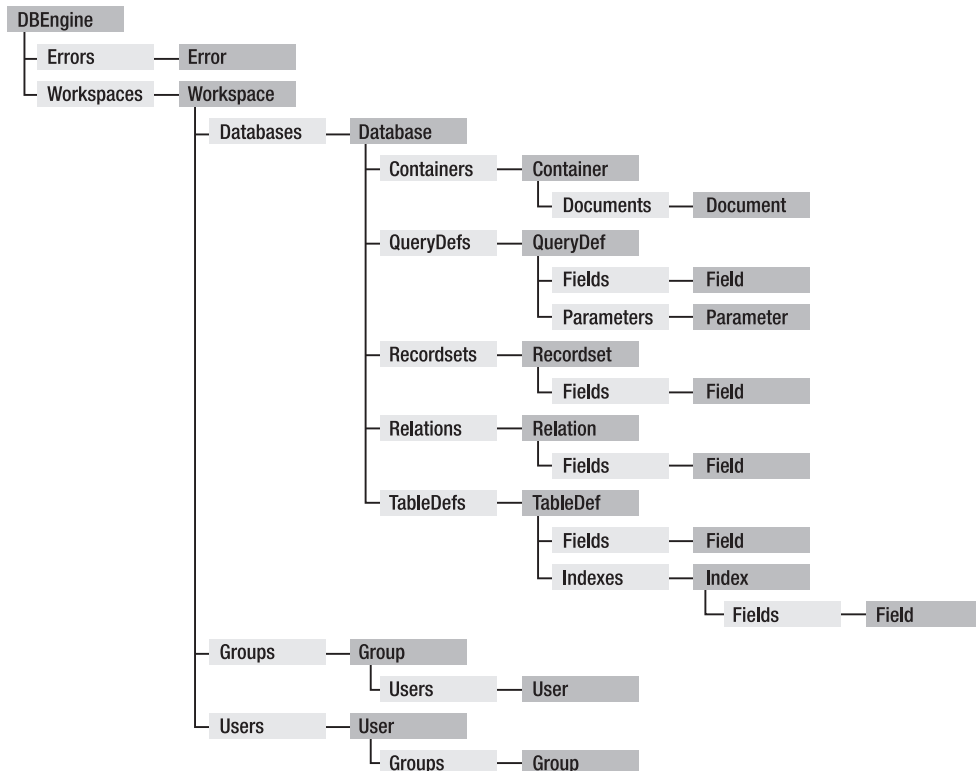 DBEngine
Errors Error
Workspaces Workspace
Databases Database
Containers Container
Documents Document
QueryDefs QueryDef
Fields Field
Parameters Parameter
Recordsets Recordset
Fields Field
Relations Relation
Fields Field
TableDefs TableDef
Fields Field
Indexes Index
Fields Field
Groups Group
Users User
Users User
Groups Group